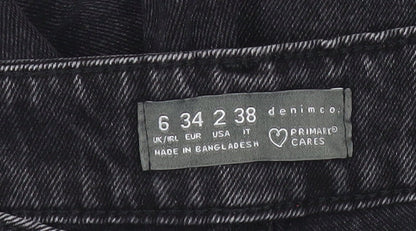 6 34 2 38 denimco.
UK/IRL EUR USA IT PRIMARK®
MADE IN BANGLADESH CARES